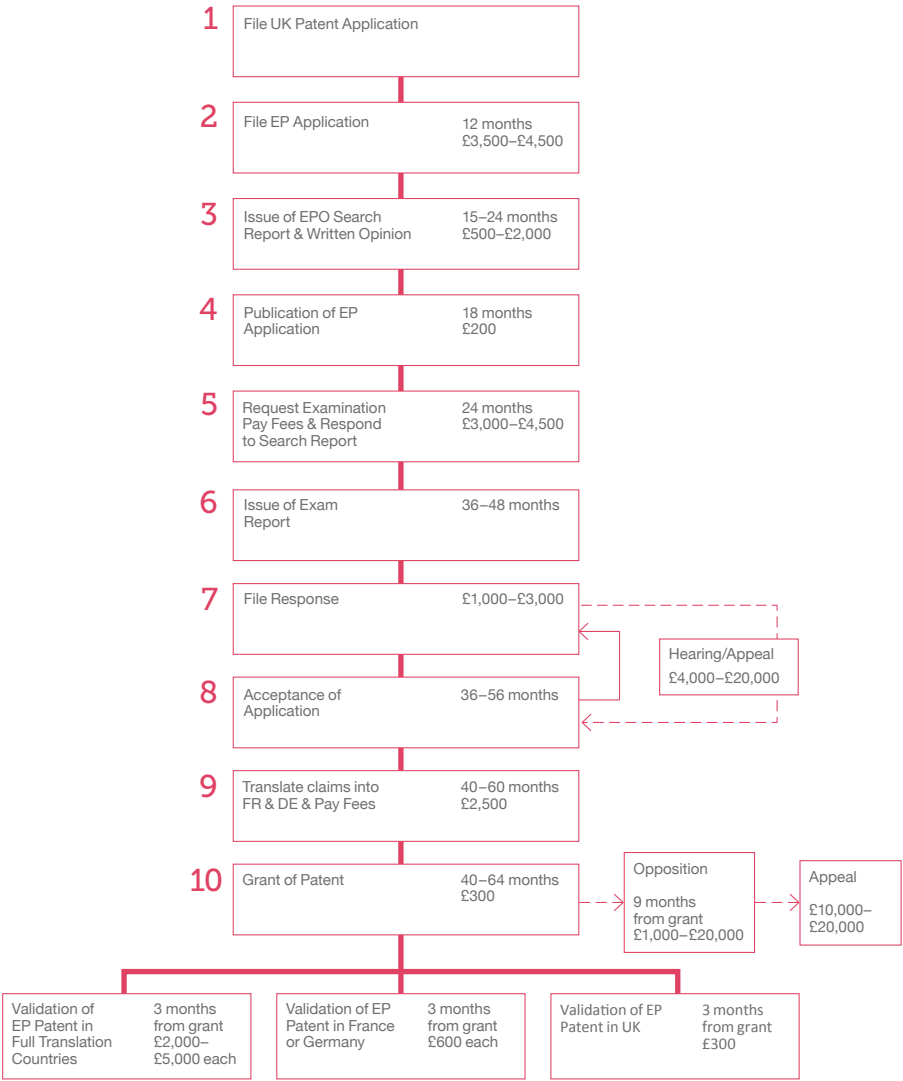 1
File UK Patent Application
2
File EP Application
12 months
£3,500–£4,500
3
Issue of EPO Search
Report & Written Opinion
15–24 months
£500–£2,000
4
Publication of EP
Application
18 months
£200
5
Request Examination
Pay Fees & Respond
to Search Report
24 months
£3,000–£4,500
6
Issue of Exam
Report
36–48 months
7
File Response
£1,000–£3,000
Hearing/Appeal
£4,000–£20,000
8
Acceptance of
Application
36–56 months
9
Translate claims into
FR & DE & Pay Fees
40–60 months
£2,500
10
Grant of Patent
40–64 months
£300
Opposition
9 months
from grant
£1,000–£20,000
Appeal
£10,000–
£20,000
Validation of
EP Patent in
Full Translation
Countries
3 months
from grant
£2,000–
£5,000 each
Validation of EP
Patent in France
or Germany
3 months
from grant
£600 each
Validation of EP
Patent in UK
3 months
from grant
£300